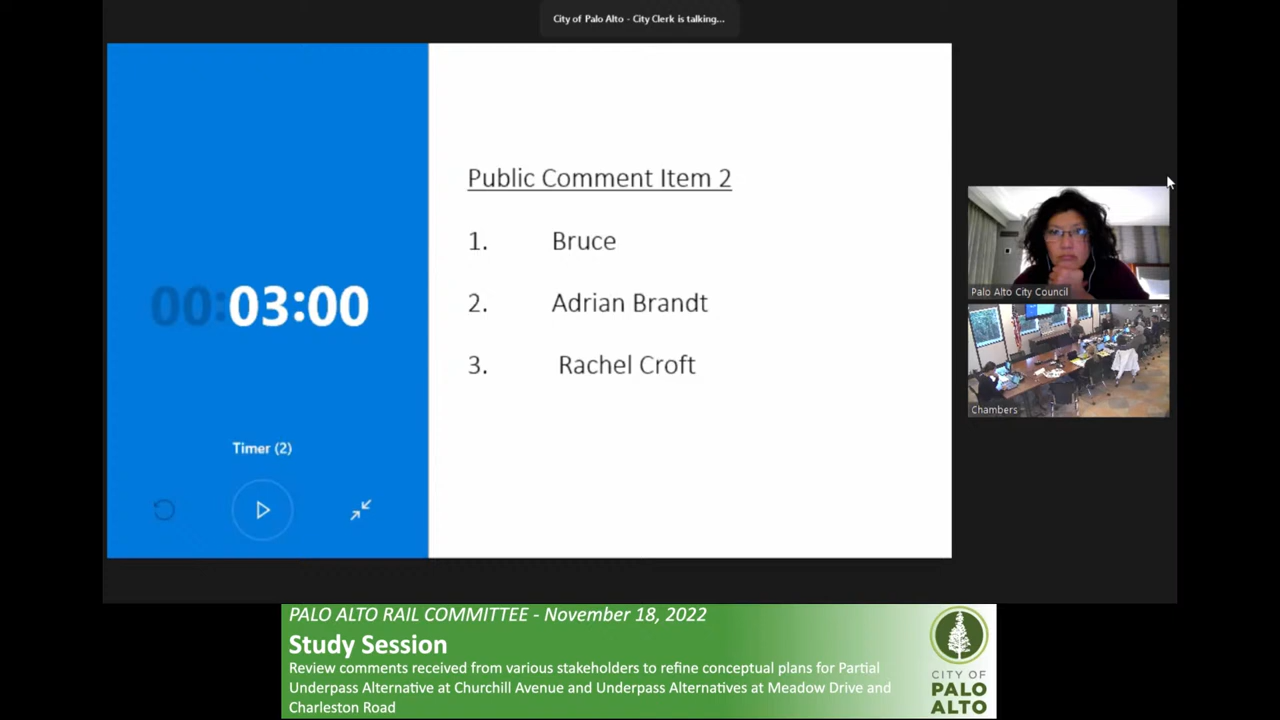 City of Palo Alto - City Clerk is talking...
Public Comment Item 2
1. Bruce
2. Adrian Brandt
3. Rachel Croft
00:03:00
Timer (2)
Palo Alto City Council
Chambers
PALO ALTO RAIL COMMITTEE - November 18, 2022
Study Session
Review comments received from various stakeholders to refine conceptual plans for Partial
Underpass Alternative at Churchill Avenue and Underpass Alternatives at Meadow Drive and
Charleston Road
CITY OF
PALO
ALTO